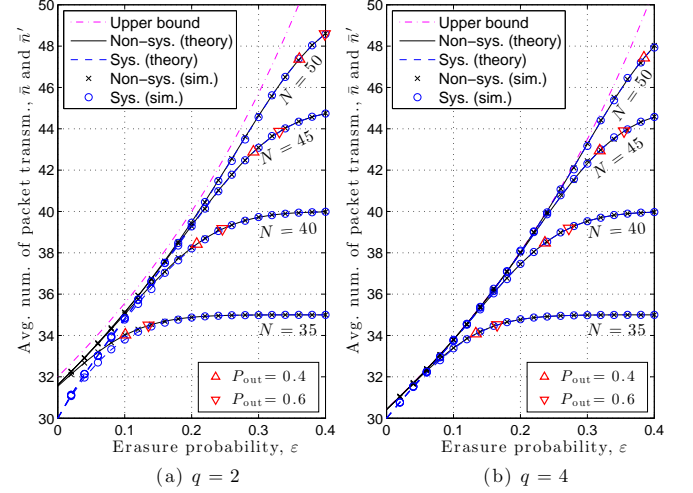 Upper bound
Non-sys. (theory)
Sys. (theory)
Non-sys. (sim.)
Sys. (sim.)
Avg. num. of packet transm., n̄ and n̄′
50
48
46
44
42
40
38
36
34
32
30
N = 50
N = 45
N = 40
N = 35
P_out = 0.4
P_out = 0.6
0 0.1 0.2 0.3 0.4
Erasure probability, ε
(a) q = 2
Upper bound
Non-sys. (theory)
Sys. (theory)
Non-sys. (sim.)
Sys. (sim.)
Avg. num. of packet transm., n̄ and n̄′
50
48
46
44
42
40
38
36
34
32
30
N = 50
N = 45
N = 40
N = 35
P_out = 0.4
P_out = 0.6
0 0.1 0.2 0.3 0.4
Erasure probability, ε
(b) q = 4